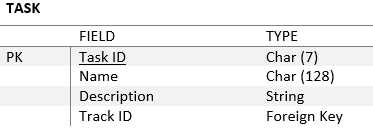 TASK
FIELD TYPE
PK Task ID Char (7)
Name Char (128)
Description String
Track ID Foreign Key